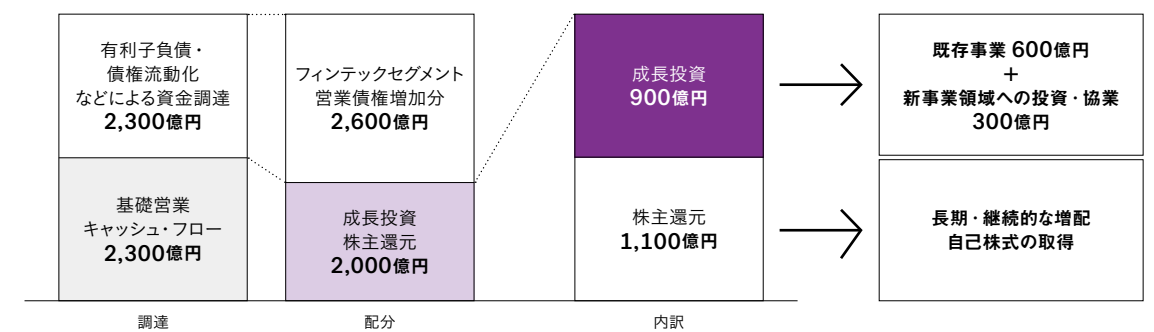 有利子負債・
債権流動化
などによる資金調達
2,300億円
基礎営業
キャッシュ・フロー
2,300億円
調達
フィンテックセグメント
営業債権増加分
2,600億円
成長投資
株主還元
2,000億円
配分
成長投資
900億円
株主還元
1,100億円
内訳
既存事業 600億円
+
新事業領域への投資・協業
300億円
長期・継続的な増配
自己株式の取得